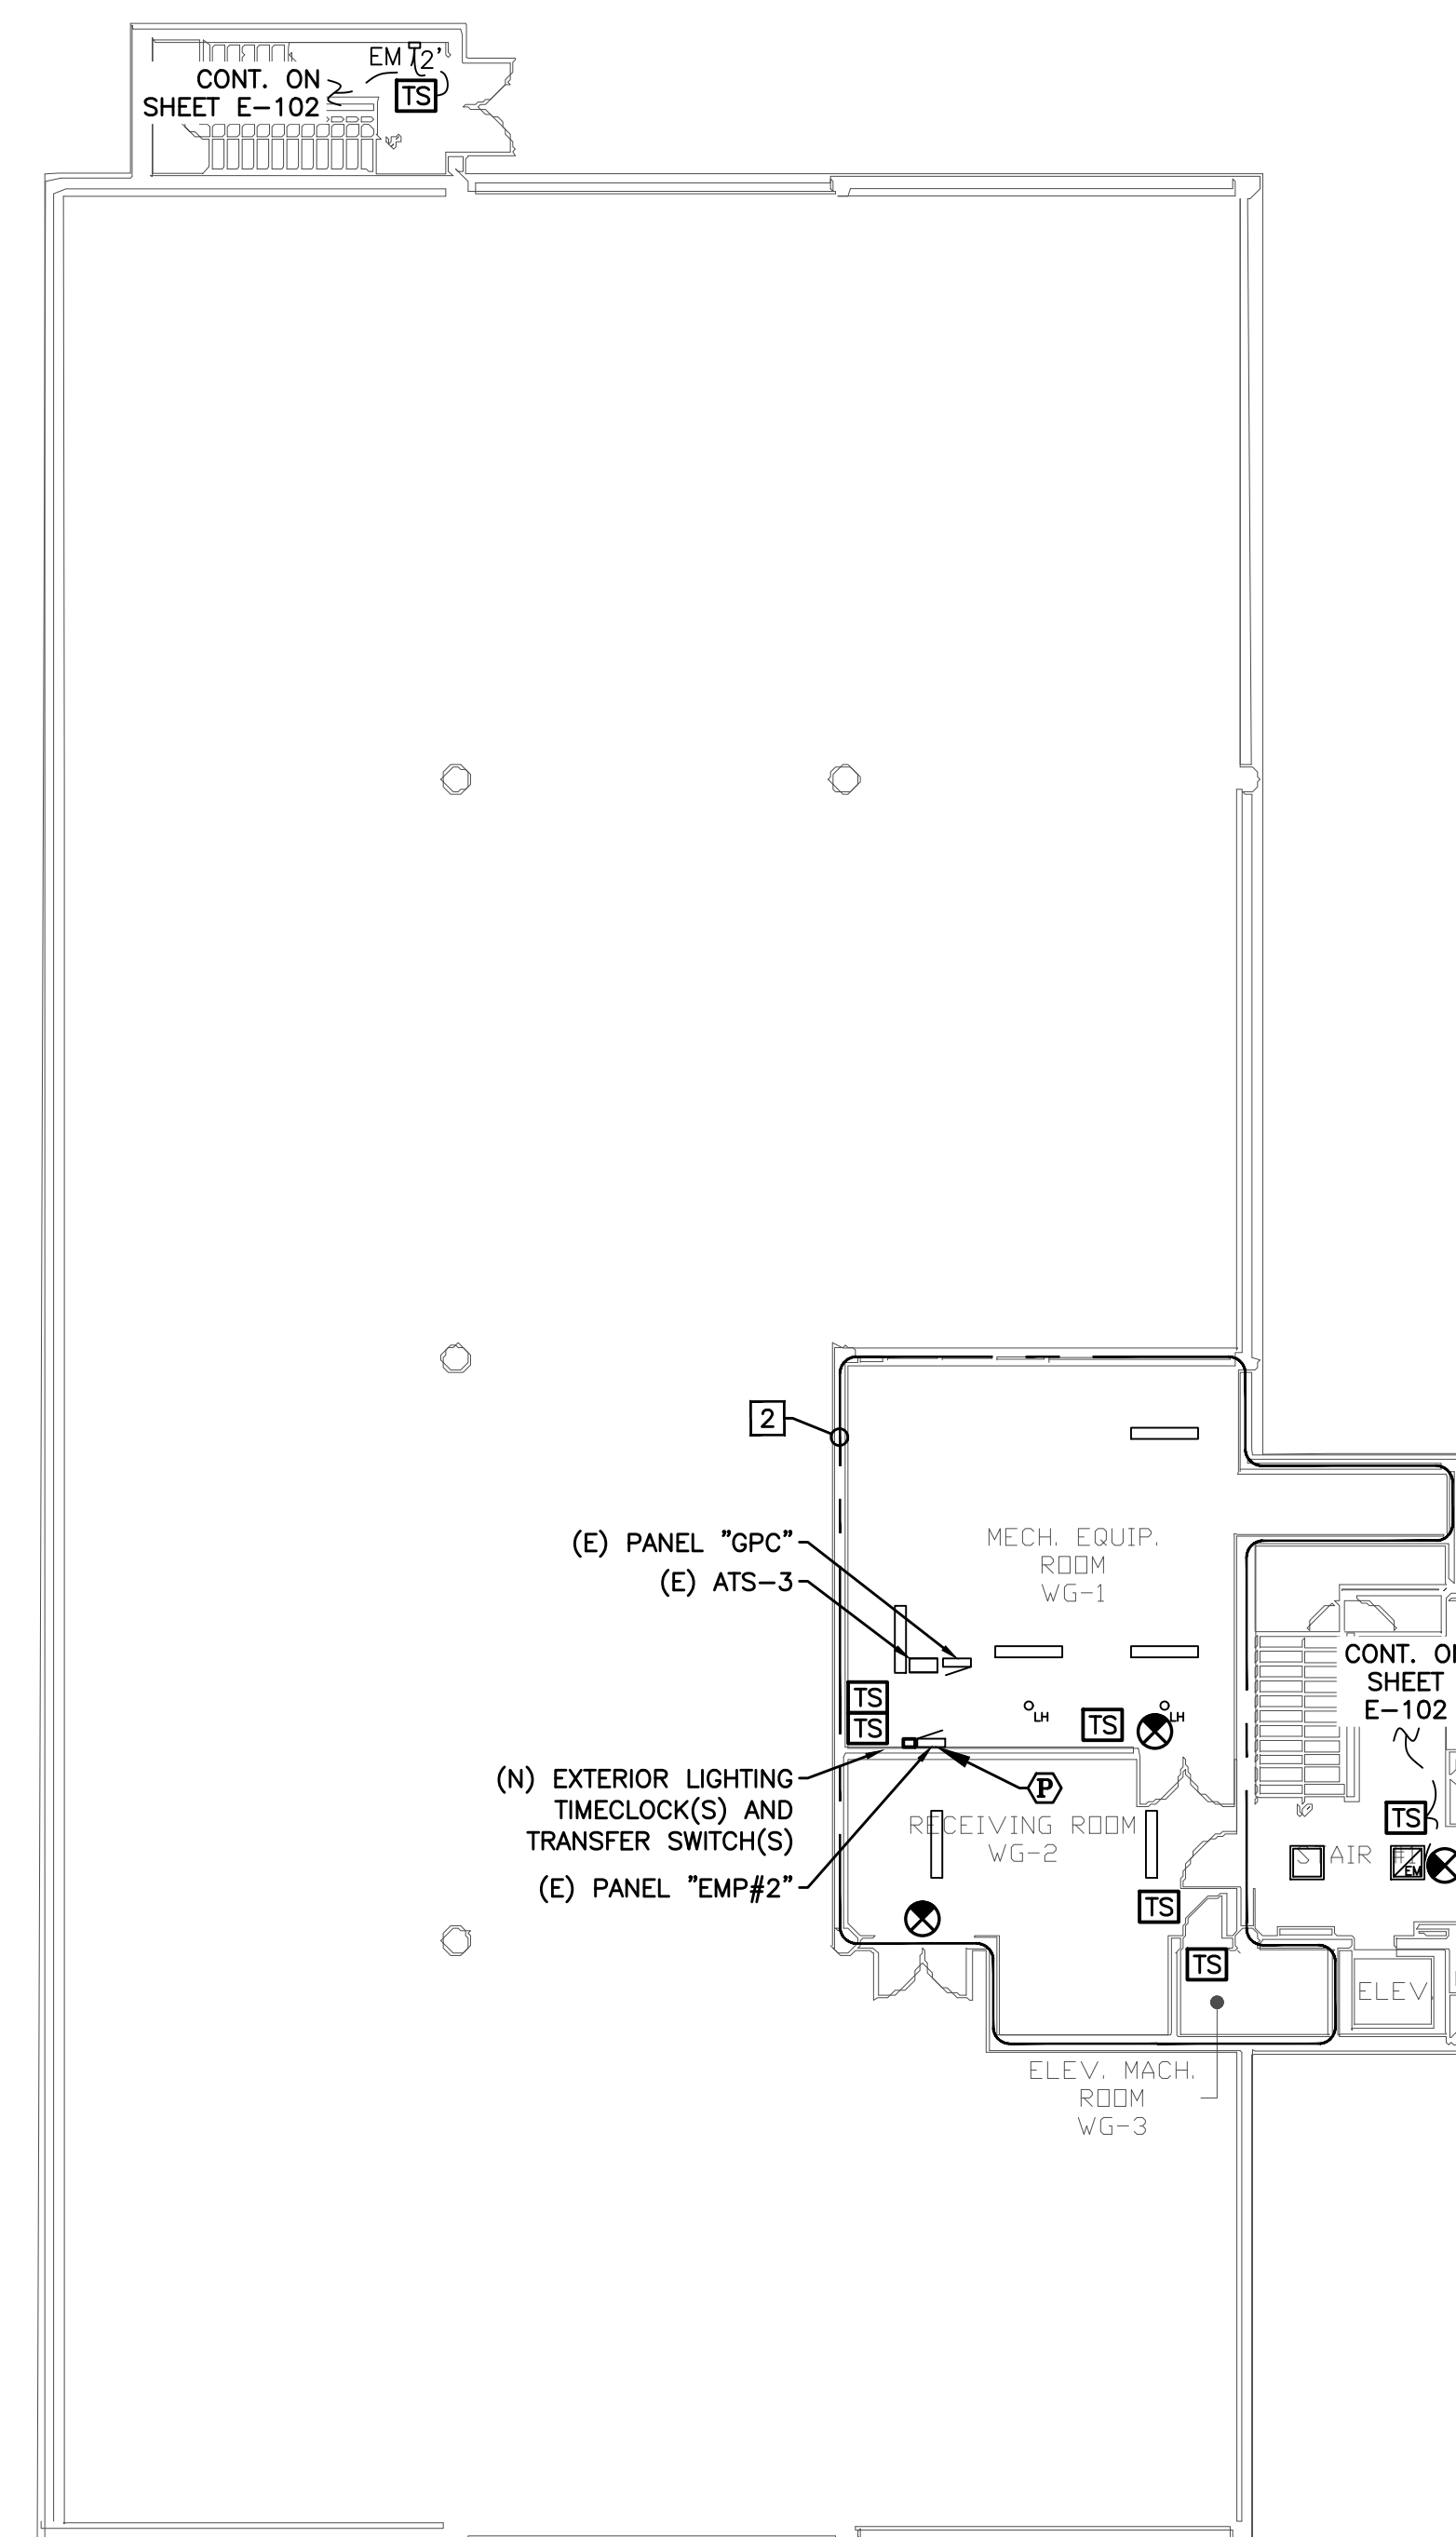 EM 2'
CONT. ON
SHEET E-102
TS
2
(E) PANEL "GPC"
(E) ATS-3
MECH. EQUIP.
ROOM
WG-1
TS
TS
LH
TS
LH
CONT. O
SHEET
E-102
(N) EXTERIOR LIGHTING
TIMECLOCK(S) AND
TRANSFER SWITCH(S)
(E) PANEL "EMP#2"
P
RECEIVING ROOM
WG-2
TS
STAIR #1
EM
TS
TS
ELEV.
ELEV. MACH.
ROOM
WG-3